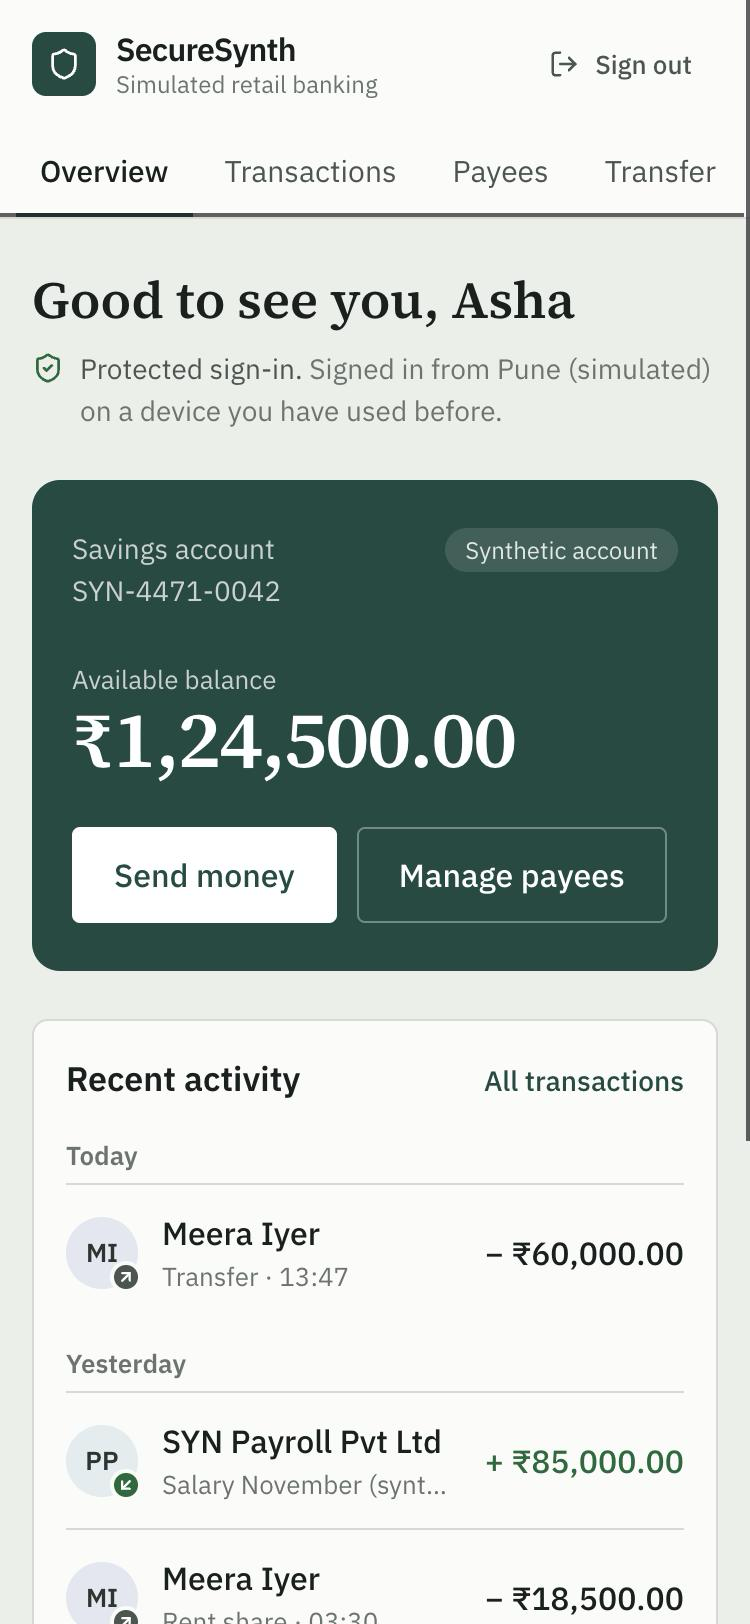 SecureSynth
Simulated retail banking
Sign out
Overview
Transactions
Payees
Transfer
Good to see you, Asha
Protected sign-in. Signed in from Pune (simulated)
on a device you have used before.
Savings account
Synthetic account
SYN-4471-0042
Available balance
₹1,24,500.00
Send money
Manage payees
Recent activity
All transactions
Today
MI
Meera Iyer
Transfer · 13:47
− ₹60,000.00
Yesterday
PP
SYN Payroll Pvt Ltd
Salary November (synt...
+ ₹85,000.00
MI
Meera Iyer
Rent share · 03:30
− ₹18,500.00